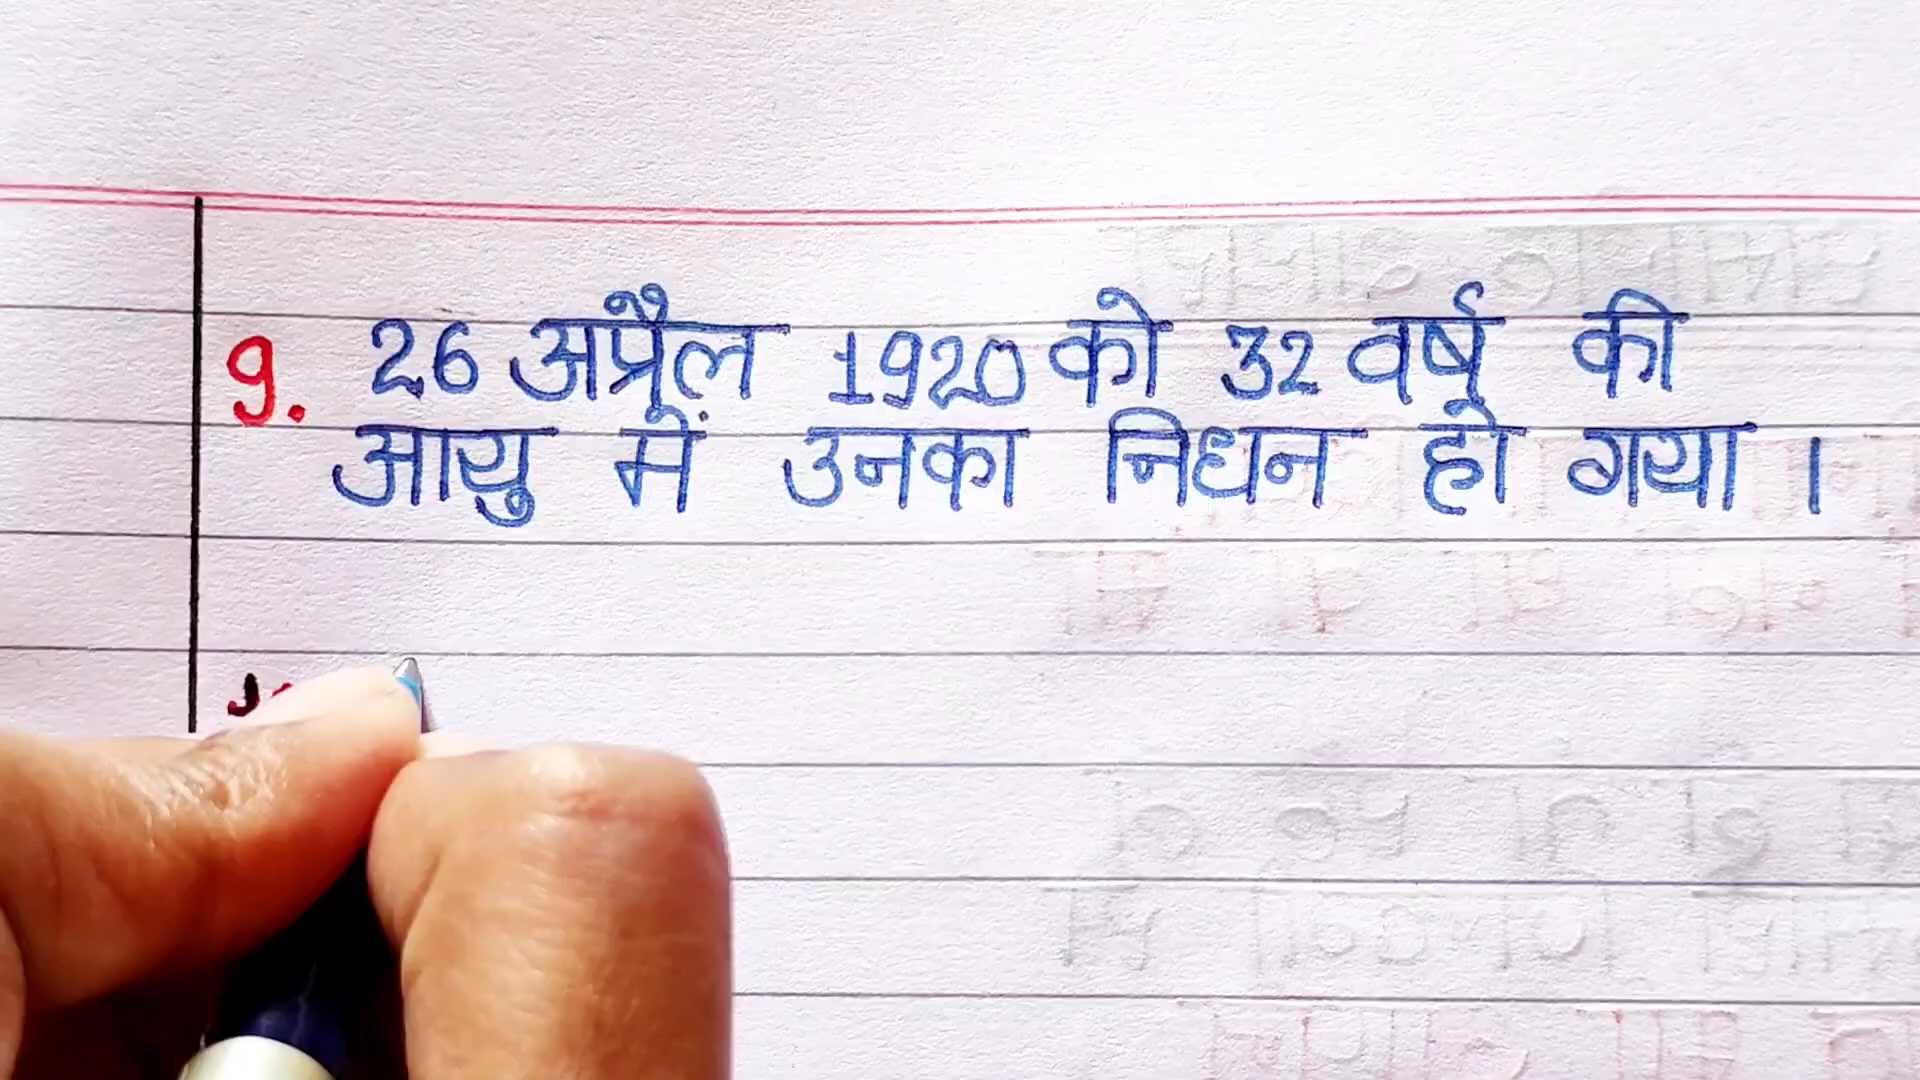 9. 26 अप्रैल 1920 को 32 वर्ष की
आयु में उनका निधन हो गया ।